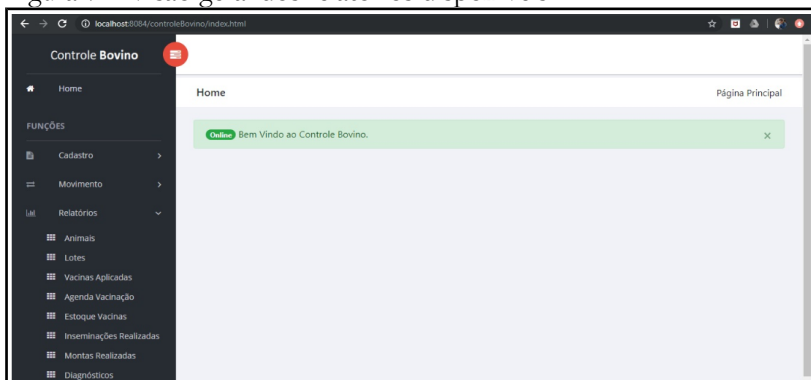 localhost:8084/controleBovino/index.html
Controle Bovino
Home
Home
Página Principal
FUNÇÕES
Online Bem Vindo ao Controle Bovino.
×
Cadastro
Movimento
Relatórios
Animais
Lotes
Vacinas Aplicadas
Agenda Vacinação
Estoque Vacinas
Inseminações Realizadas
Montas Realizadas
Diagnósticos